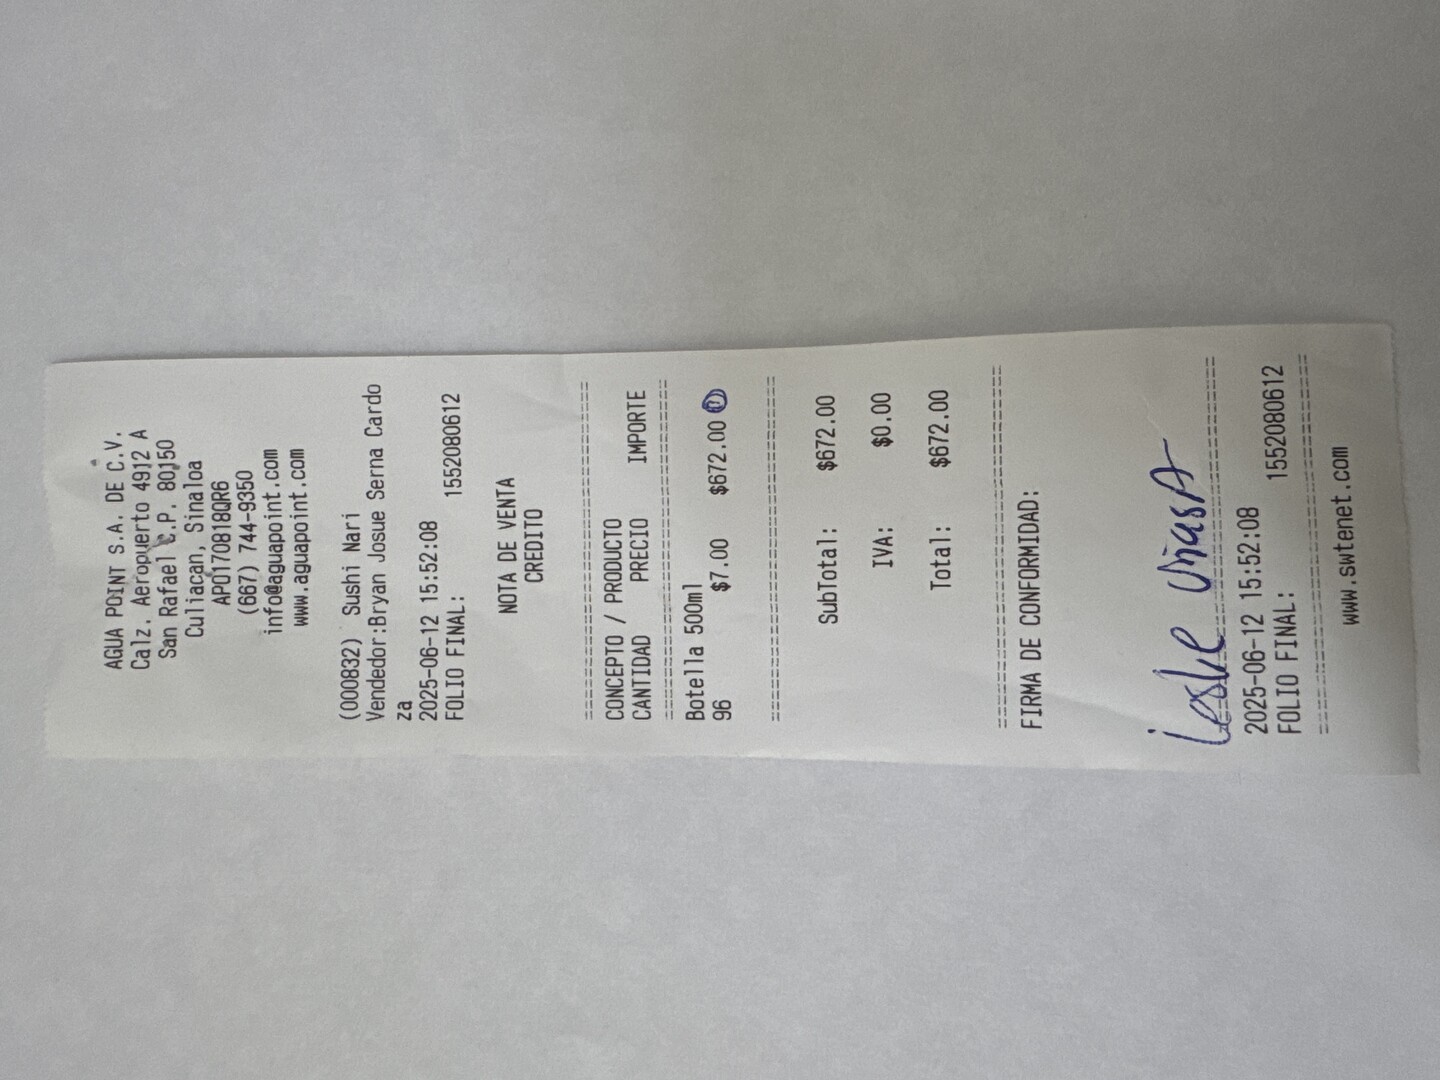 AGUA POINT S.A. DE C.V.
Calz. Aeropuerto 4912 A
San Rafael C.P. 80150
Culiacan, Sinaloa
APO170818QR6
(667) 744-9350
info@aguapoint.com
www.aguapoint.com
(000832) Sushi Nari
Vendedor:Bryan Josue Serna Cardo
za
2025-06-12 15:52:08
FOLIO FINAL: 1552080612
NOTA DE VENTA
CREDITO
CONCEPTO / PRODUCTO
CANTIDAD PRECIO IMPORTE
Botella 500ml
96 $7.00 $672.00
SubTotal: $672.00
IVA: $0.00
Total: $672.00
FIRMA DE CONFORMIDAD:
2025-06-12 15:52:08
FOLIO FINAL: 1552080612
www.swtenet.com